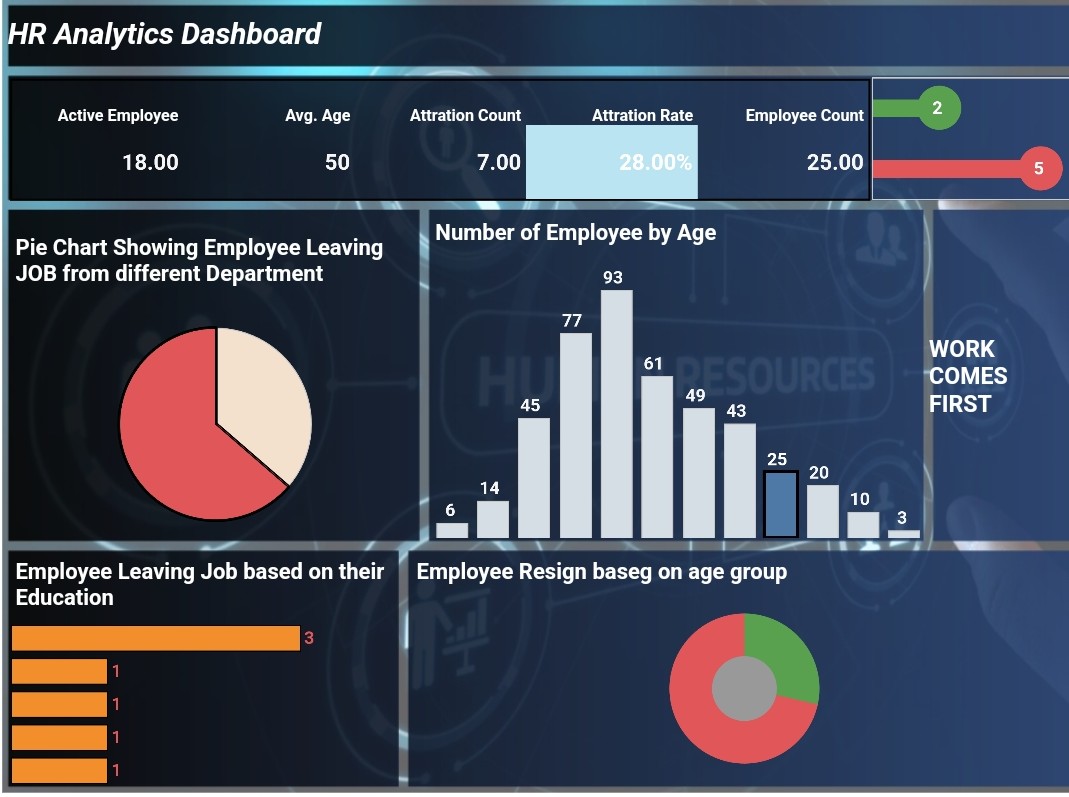 HR Analytics Dashboard
Active Employee
Avg. Age
Attration Count
Attration Rate
Employee Count
18.00
50
7.00
28.00%
25.00
2
5
Pie Chart Showing Employee Leaving
JOB from different Department
Number of Employee by Age
6
14
45
77
93
61
49
43
25
20
10
3
HUMAN RESOURCES
WORK
COMES
FIRST
Employee Leaving Job based on their
Education
3
1
1
1
1
Employee Resign baseg on age group